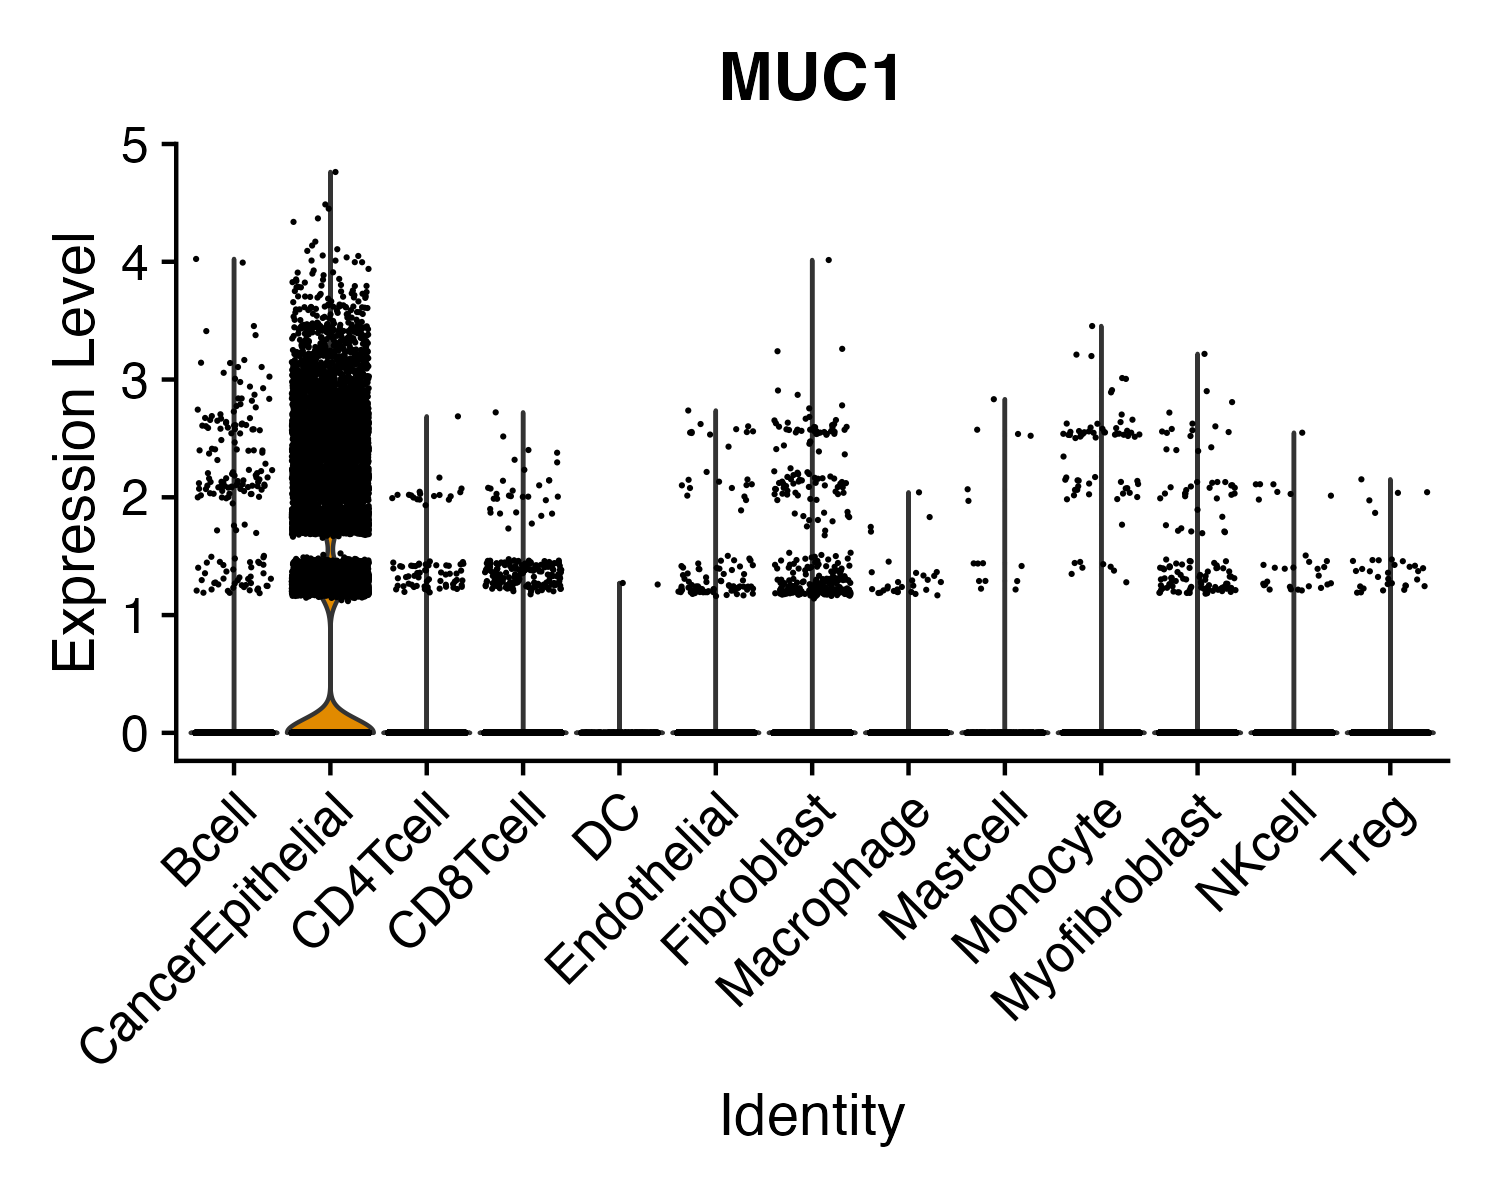 MUC1
Expression Level
5
4
3
2
1
0
Bcell
CancerEpithelial
CD4Tcell
CD8Tcell
DC
Endothelial
Fibroblast
Macrophage
Mastcell
Monocyte
Myofibroblast
NKcell
Treg
Identity